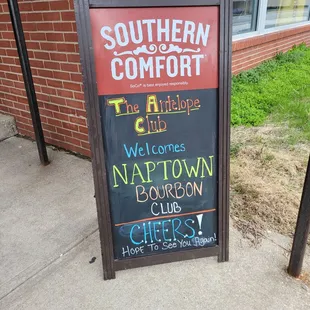 SOUTHERN
COMFORT
The Antelope
Club
Welcomes
NAPTOWN
BOURBON
CLUB
CHEERS!
HOPE TO SEE YOU AGAIN!